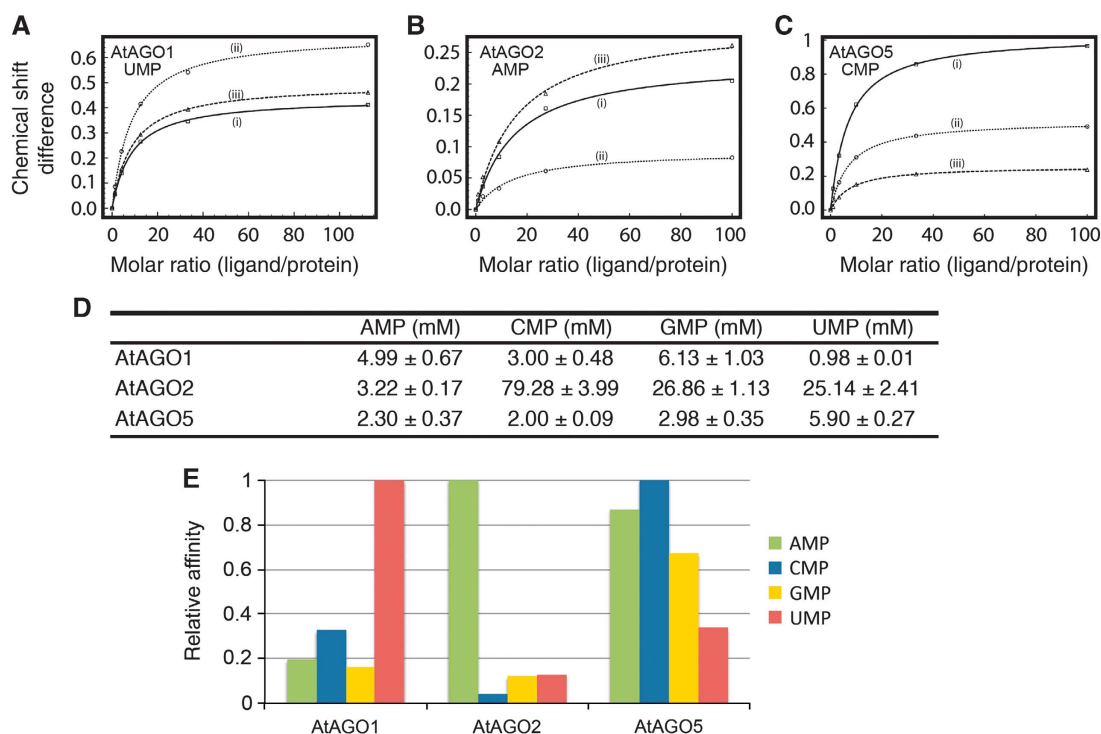 A
B
C
AtAGO1
UMP
(ii)
(iii)
(i)
AtAGO2
AMP
(iii)
(i)
(ii)
AtAGO5
CMP
(i)
(ii)
(iii)
Chemical shift
difference
0.6
0.5
0.4
0.3
0.2
0.1
0.0
0.25
0.20
0.15
0.10
0.05
0.0
1
0.8
0.6
0.4
0.2
0.0
0 20 40 60 80 100
0 20 40 60 80 100
0 20 40 60 80 100
Molar ratio (ligand/protein)
Molar ratio (ligand/protein)
Molar ratio (ligand/protein)
D
AMP (mM) CMP (mM) GMP (mM) UMP (mM)
AtAGO1 4.99 ± 0.67 3.00 ± 0.48 6.13 ± 1.03 0.98 ± 0.01
AtAGO2 3.22 ± 0.17 79.28 ± 3.99 26.86 ± 1.13 25.14 ± 2.41
AtAGO5 2.30 ± 0.37 2.00 ± 0.09 2.98 ± 0.35 5.90 ± 0.27
E
Relative affinity
1
0.8
0.6
0.4
0.2
0
AtAGO1 AtAGO2 AtAGO5
AMP
CMP
GMP
UMP